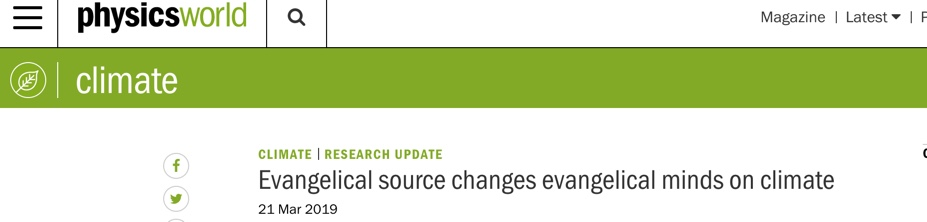 physicsworld
Magazine | Latest | F
climate
CLIMATE | RESEARCH UPDATE
Evangelical source changes evangelical minds on climate
21 Mar 2019